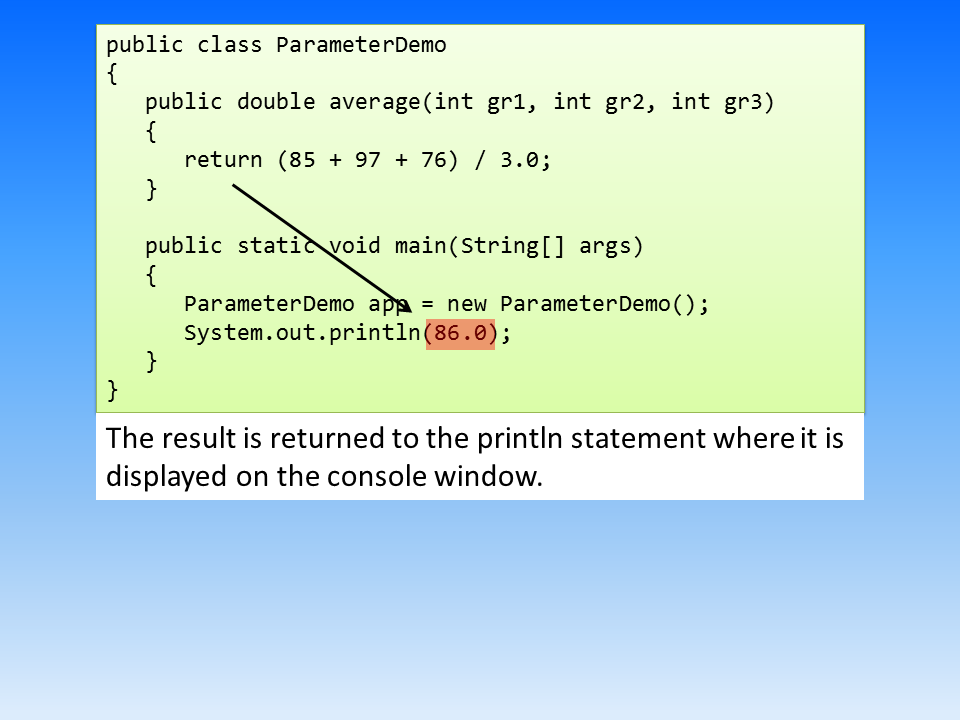 public class ParameterDemo
{
   public double average(int gr1, int gr2, int gr3)
   {
      return (85 + 97 + 76) / 3.0;
   }

   public static void main(String[] args)
   {
      ParameterDemo app = new ParameterDemo();
      System.out.println(86.0);
   }
}
The result is returned to the println statement where it is
displayed on the console window.